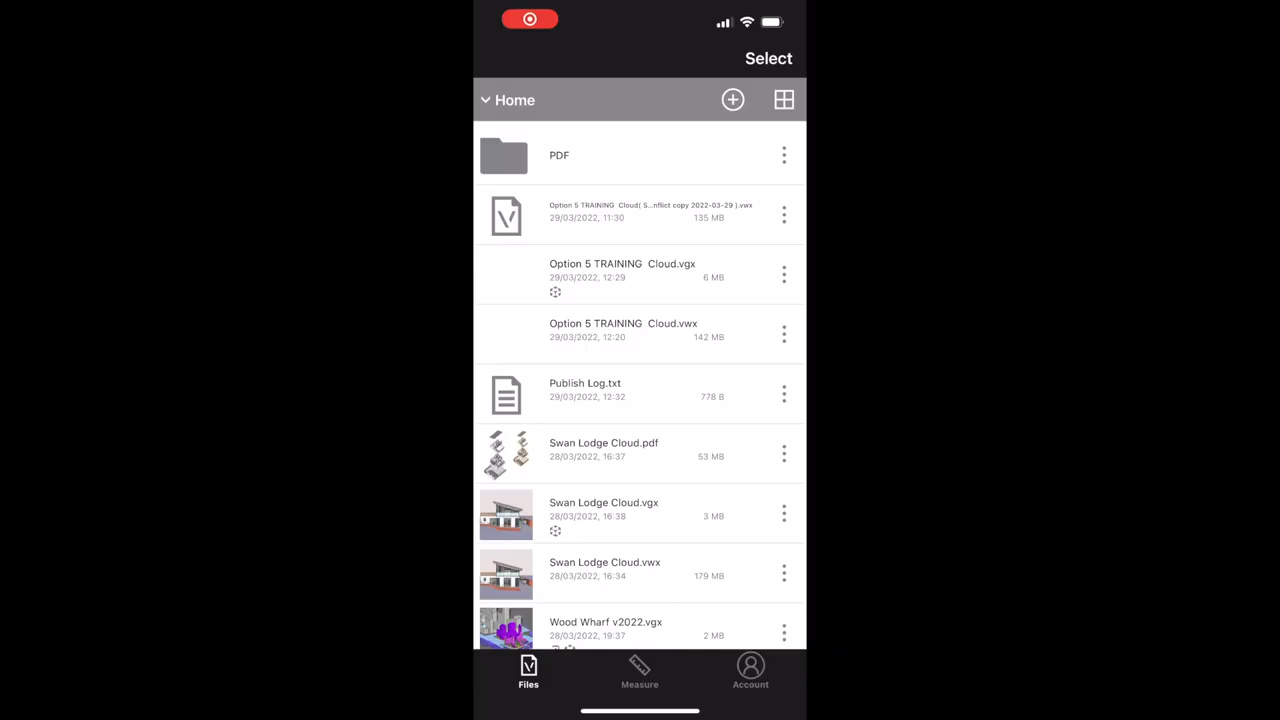 Select
Home
PDF
Option 5 TRAINING Cloud( S...nflict copy 2022-03-29 ).vwx
29/03/2022, 11:30 135 MB
Option 5 TRAINING Cloud.vgx
29/03/2022, 12:29 6 MB
Option 5 TRAINING Cloud.vwx
29/03/2022, 12:20 142 MB
Publish Log.txt
29/03/2022, 12:32 778 B
Swan Lodge Cloud.pdf
28/03/2022, 16:37 53 MB
Swan Lodge Cloud.vgx
28/03/2022, 16:38 3 MB
Swan Lodge Cloud.vwx
28/03/2022, 16:34 179 MB
Wood Wharf v2022.vgx
28/03/2022, 19:37 2 MB
Files Measure Account